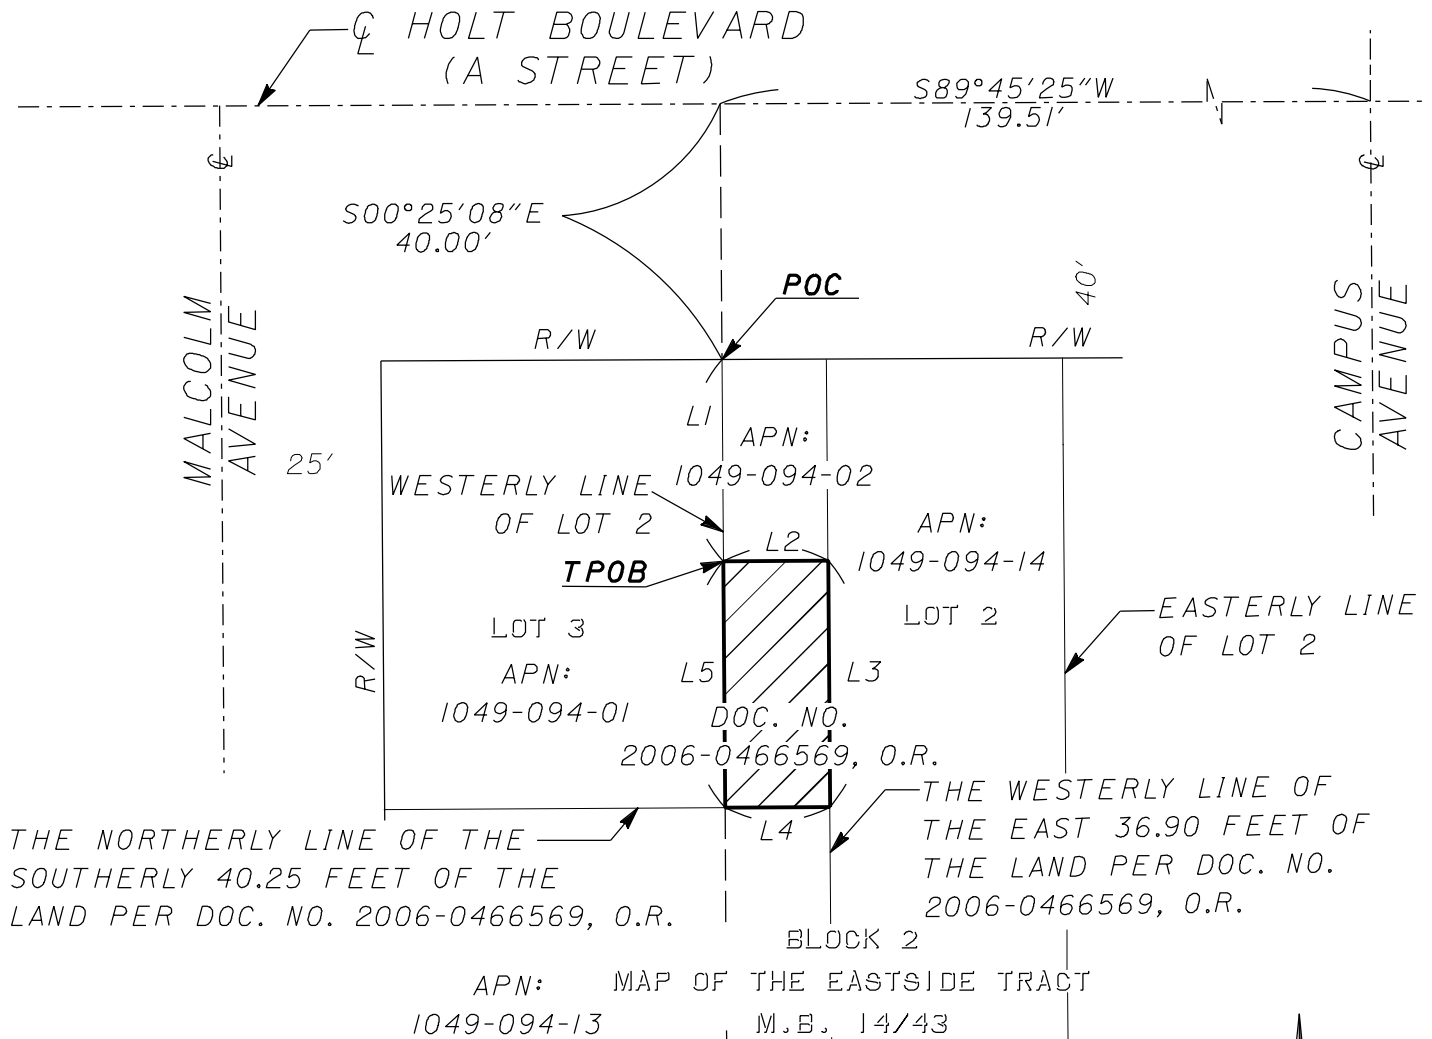 ℄ HOLT BOULEVARD
(A STREET)
S89°45'25"W
139.51'
℄
℄
S00°25'08"E
40.00'
POC
40'
MALCOLM
AVENUE
CAMPUS
AVENUE
R/W
R/W
25'
L1
APN:
1049-094-02
WESTERLY LINE
OF LOT 2
APN:
1049-094-14
L2
TPOB
LOT 2
EASTERLY LINE
OF LOT 2
LOT 3
R/W
APN:
1049-094-01
L5
L3
DOC. NO.
2006-0466569, O.R.
THE WESTERLY LINE OF
THE EAST 36.90 FEET OF
THE LAND PER DOC. NO.
2006-0466569, O.R.
L4
THE NORTHERLY LINE OF THE
SOUTHERLY 40.25 FEET OF THE
LAND PER DOC. NO. 2006-0466569, O.R.
BLOCK 2
MAP OF THE EASTSIDE TRACT
M.B. 14/43
APN:
1049-094-13